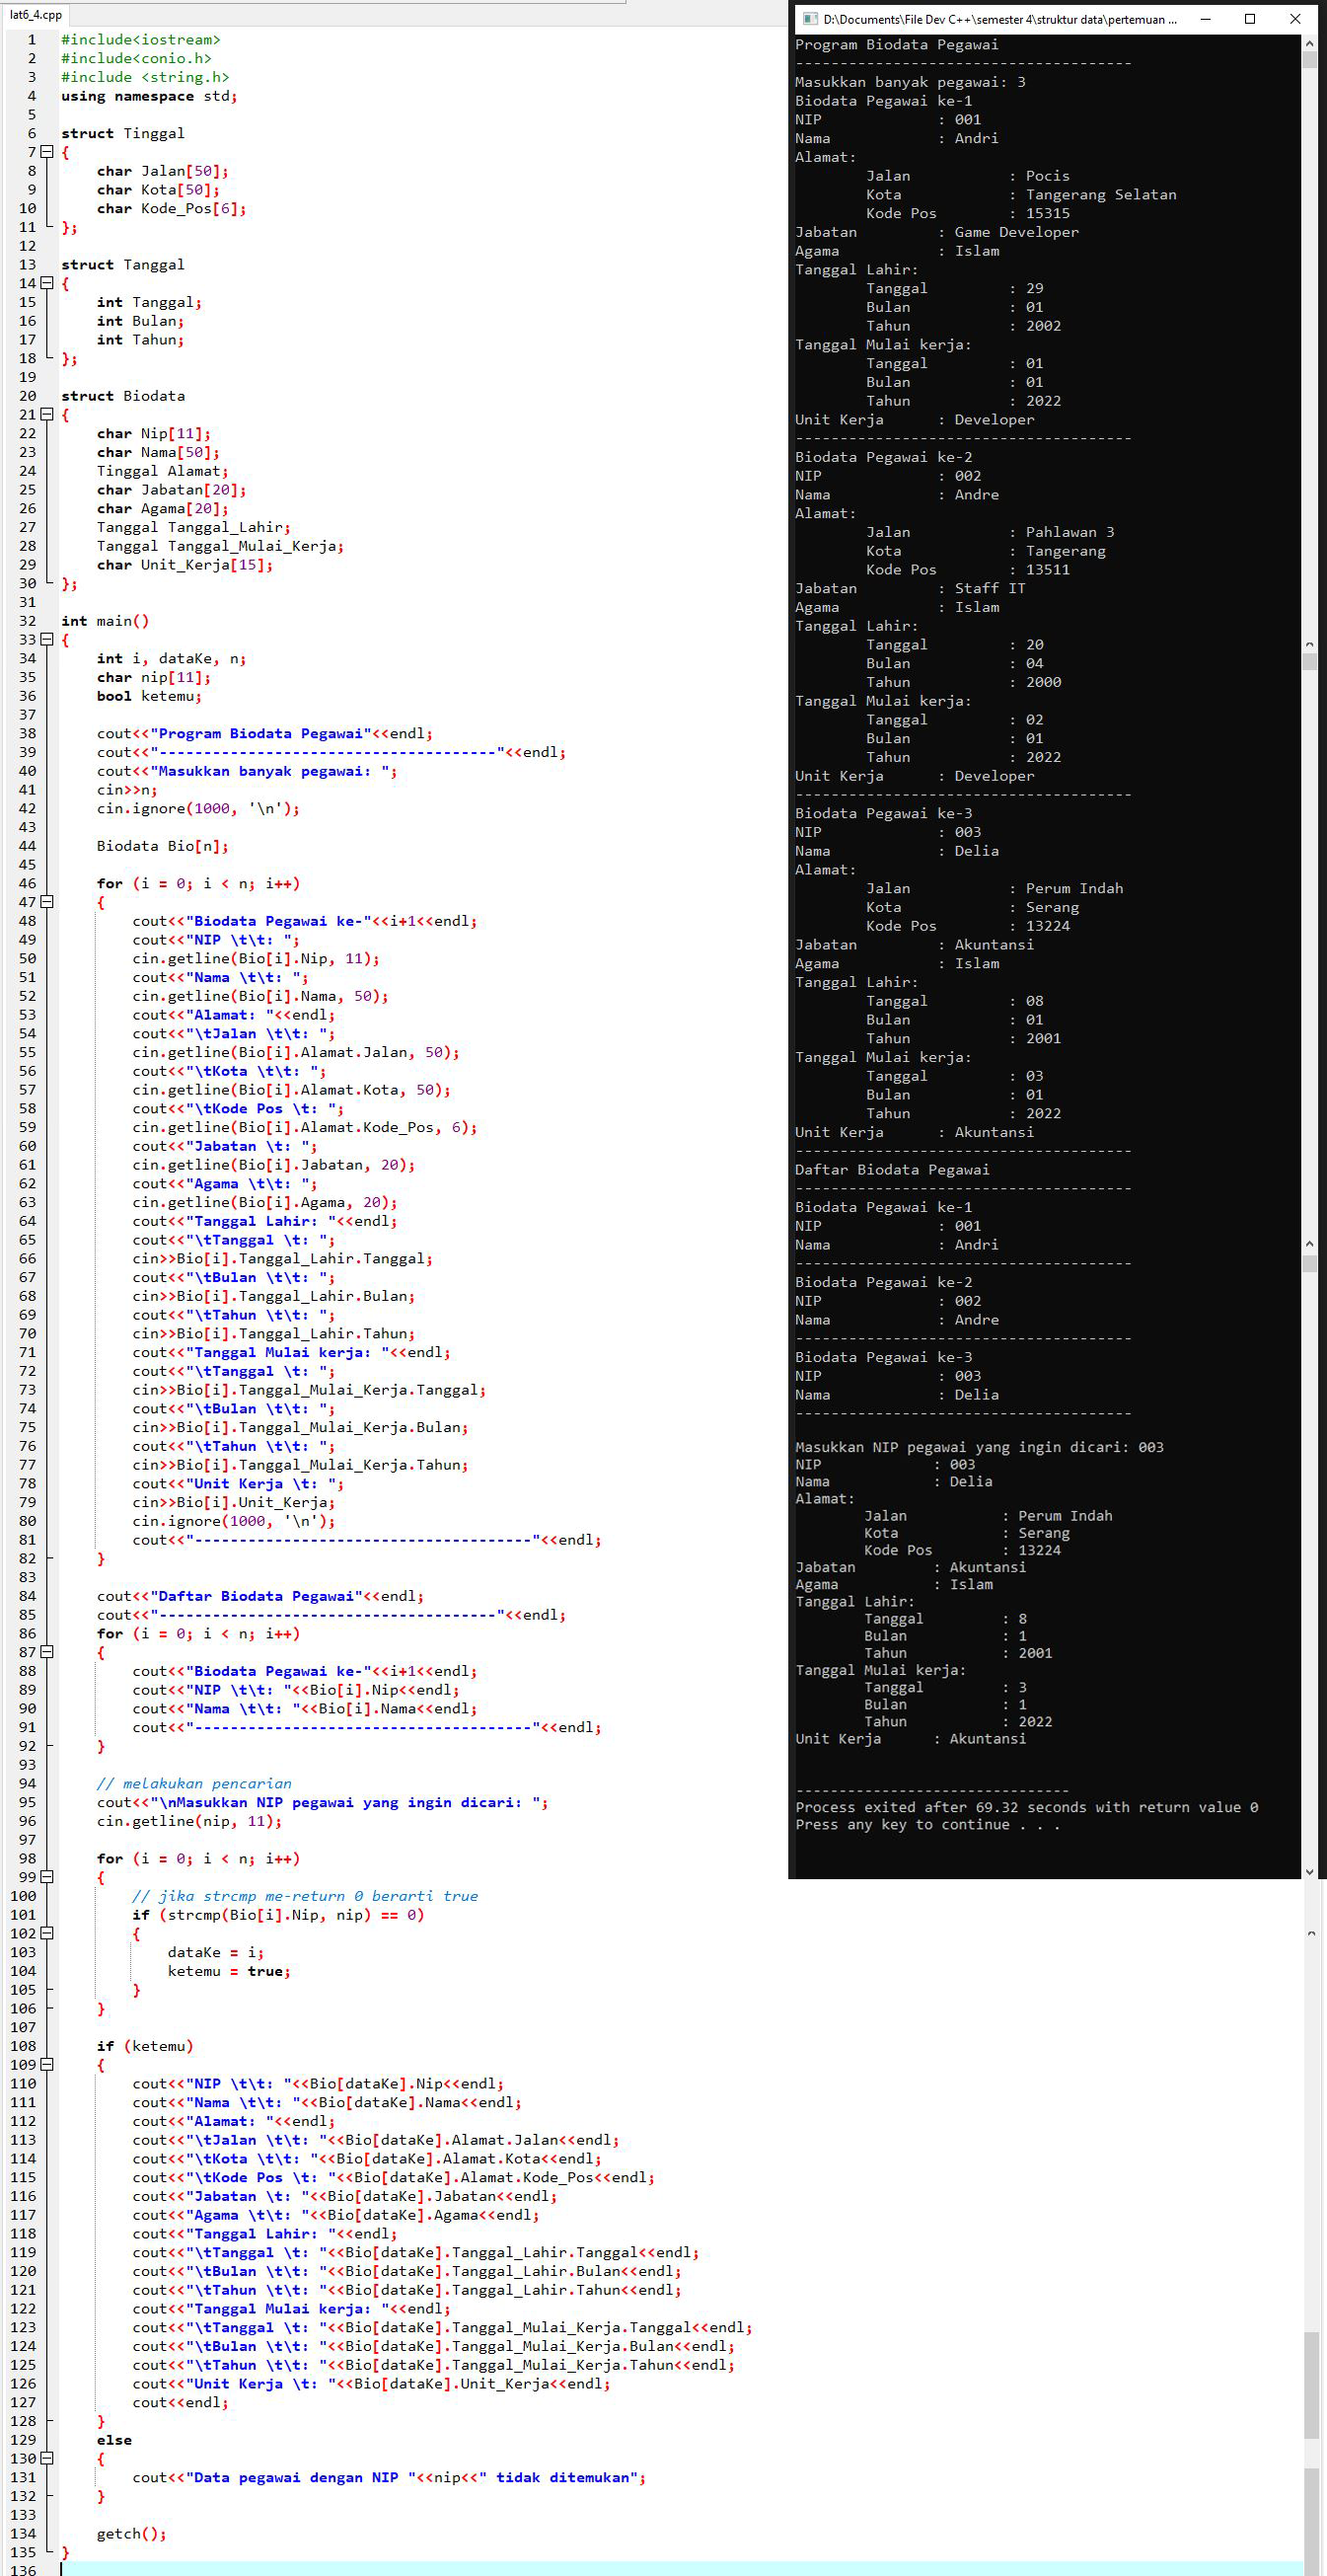 lat6_4.cpp
1 #include<iostream>
2 #include<conio.h>
3 #include <string.h>
4 using namespace std;
5
6 struct Tinggal
7 {
8 char Jalan[50];
9 char Kota[50];
10 char Kode_Pos[6];
11 };
12
13 struct Tanggal
14 {
15 int Tanggal;
16 int Bulan;
17 int Tahun;
18 };
19
20 struct Biodata
21 {
22 char Nip[11];
23 char Nama[50];
24 Tinggal Alamat;
25 char Jabatan[20];
26 char Agama[20];
27 Tanggal Tanggal_Lahir;
28 Tanggal Tanggal_Mulai_Kerja;
29 char Unit_Kerja[15];
30 };
31
32 int main()
33 {
34 int i, dataKe, n;
35 char nip[11];
36 bool ketemu;
37
38 cout<<"Program Biodata Pegawai"<<endl;
39 cout<<"--------------------------------------"<<endl;
40 cout<<"Masukkan banyak pegawai: ";
41 cin>>n;
42 cin.ignore(1000, '\n');
43
44 Biodata Bio[n];
45
46 for (i = 0; i < n; i++)
47 {
48 cout<<"Biodata Pegawai ke-"<<i+1<<endl;
49 cout<<"NIP \t\t: ";
50 cin.getline(Bio[i].Nip, 11);
51 cout<<"Nama \t\t: ";
52 cin.getline(Bio[i].Nama, 50);
53 cout<<"Alamat: "<<endl;
54 cout<<"\tJalan \t\t: ";
55 cin.getline(Bio[i].Alamat.Jalan, 50);
56 cout<<"\tKota \t\t: ";
57 cin.getline(Bio[i].Alamat.Kota, 50);
58 cout<<"\tKode Pos \t: ";
59 cin.getline(Bio[i].Alamat.Kode_Pos, 6);
60 cout<<"Jabatan \t: ";
61 cin.getline(Bio[i].Jabatan, 20);
62 cout<<"Agama \t\t: ";
63 cin.getline(Bio[i].Agama, 20);
64 cout<<"Tanggal Lahir: "<<endl;
65 cout<<"\tTanggal \t: ";
66 cin>>Bio[i].Tanggal_Lahir.Tanggal;
67 cout<<"\tBulan \t\t: ";
68 cin>>Bio[i].Tanggal_Lahir.Bulan;
69 cout<<"\tTahun \t\t: ";
70 cin>>Bio[i].Tanggal_Lahir.Tahun;
71 cout<<"Tanggal Mulai kerja: "<<endl;
72 cout<<"\tTanggal \t: ";
73 cin>>Bio[i].Tanggal_Mulai_Kerja.Tanggal;
74 cout<<"\tBulan \t\t: ";
75 cin>>Bio[i].Tanggal_Mulai_Kerja.Bulan;
76 cout<<"\tTahun \t\t: ";
77 cin>>Bio[i].Tanggal_Mulai_Kerja.Tahun;
78 cout<<"Unit Kerja \t: ";
79 cin>>Bio[i].Unit_Kerja;
80 cin.ignore(1000, '\n');
81 cout<<"--------------------------------------"<<endl;
82 }
83
84 cout<<"Daftar Biodata Pegawai"<<endl;
85 cout<<"--------------------------------------"<<endl;
86 for (i = 0; i < n; i++)
87 {
88 cout<<"Biodata Pegawai ke-"<<i+1<<endl;
89 cout<<"NIP \t\t: "<<Bio[i].Nip<<endl;
90 cout<<"Nama \t\t: "<<Bio[i].Nama<<endl;
91 cout<<"--------------------------------------"<<endl;
92 }
93
94 // melakukan pencarian
95 cout<<"\nMasukkan NIP pegawai yang ingin dicari: ";
96 cin.getline(nip, 11);
97
98 for (i = 0; i < n; i++)
99 {
100 // jika strcmp me-return 0 berarti true
101 if (strcmp(Bio[i].Nip, nip) == 0)
102 {
103 dataKe = i;
104 ketemu = true;
105 }
106 }
107
108 if (ketemu)
109 {
110 cout<<"NIP \t\t: "<<Bio[dataKe].Nip<<endl;
111 cout<<"Nama \t\t: "<<Bio[dataKe].Nama<<endl;
112 cout<<"Alamat: "<<endl;
113 cout<<"\tJalan \t\t: "<<Bio[dataKe].Alamat.Jalan<<endl;
114 cout<<"\tKota \t\t: "<<Bio[dataKe].Alamat.Kota<<endl;
115 cout<<"\tKode Pos \t: "<<Bio[dataKe].Alamat.Kode_Pos<<endl;
116 cout<<"Jabatan \t: "<<Bio[dataKe].Jabatan<<endl;
117 cout<<"Agama \t\t: "<<Bio[dataKe].Agama<<endl;
118 cout<<"Tanggal Lahir: "<<endl;
119 cout<<"\tTanggal \t: "<<Bio[dataKe].Tanggal_Lahir.Tanggal<<endl;
120 cout<<"\tBulan \t\t: "<<Bio[dataKe].Tanggal_Lahir.Bulan<<endl;
121 cout<<"\tTahun \t\t: "<<Bio[dataKe].Tanggal_Lahir.Tahun<<endl;
122 cout<<"Tanggal Mulai kerja: "<<endl;
123 cout<<"\tTanggal \t: "<<Bio[dataKe].Tanggal_Mulai_Kerja.Tanggal<<endl;
124 cout<<"\tBulan \t\t: "<<Bio[dataKe].Tanggal_Mulai_Kerja.Bulan<<endl;
125 cout<<"\tTahun \t\t: "<<Bio[dataKe].Tanggal_Mulai_Kerja.Tahun<<endl;
126 cout<<"Unit Kerja \t: "<<Bio[dataKe].Unit_Kerja<<endl;
127 cout<<endl;
128 }
129 else
130 {
131 cout<<"Data pegawai dengan NIP "<<nip<<" tidak ditemukan";
132 }
133
134 getch();
135 }
136
D:\Documents\File Dev C++\semester 4\struktur data\pertemuan ...
Program Biodata Pegawai
--------------------------------------
Masukkan banyak pegawai: 3
Biodata Pegawai ke-1
NIP : 001
Nama : Andri
Alamat:
Jalan : Pocis
Kota : Tangerang Selatan
Kode Pos : 15315
Jabatan : Game Developer
Agama : Islam
Tanggal Lahir:
Tanggal : 29
Bulan : 01
Tahun : 2002
Tanggal Mulai kerja:
Tanggal : 01
Bulan : 01
Tahun : 2022
Unit Kerja : Developer
--------------------------------------
Biodata Pegawai ke-2
NIP : 002
Nama : Andre
Alamat:
Jalan : Pahlawan 3
Kota : Tangerang
Kode Pos : 13511
Jabatan : Staff IT
Agama : Islam
Tanggal Lahir:
Tanggal : 20
Bulan : 04
Tahun : 2000
Tanggal Mulai kerja:
Tanggal : 02
Bulan : 01
Tahun : 2022
Unit Kerja : Developer
--------------------------------------
Biodata Pegawai ke-3
NIP : 003
Nama : Delia
Alamat:
Jalan : Perum Indah
Kota : Serang
Kode Pos : 13224
Jabatan : Akuntansi
Agama : Islam
Tanggal Lahir:
Tanggal : 08
Bulan : 01
Tahun : 2001
Tanggal Mulai kerja:
Tanggal : 03
Bulan : 01
Tahun : 2022
Unit Kerja : Akuntansi
--------------------------------------
Daftar Biodata Pegawai
--------------------------------------
Biodata Pegawai ke-1
NIP : 001
Nama : Andri
--------------------------------------
Biodata Pegawai ke-2
NIP : 002
Nama : Andre
--------------------------------------
Biodata Pegawai ke-3
NIP : 003
Nama : Delia
--------------------------------------
Masukkan NIP pegawai yang ingin dicari: 003
NIP : 003
Nama : Delia
Alamat:
Jalan : Perum Indah
Kota : Serang
Kode Pos : 13224
Jabatan : Akuntansi
Agama : Islam
Tanggal Lahir:
Tanggal : 8
Bulan : 1
Tahun : 2001
Tanggal Mulai kerja:
Tanggal : 3
Bulan : 1
Tahun : 2022
Unit Kerja : Akuntansi
--------------------------------
Process exited after 69.32 seconds with return value 0
Press any key to continue . . .